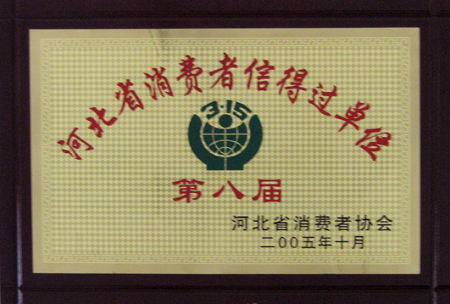 河北省消费者信得过单位
3·15
第八届
河北省消费者协会
二00五年十月